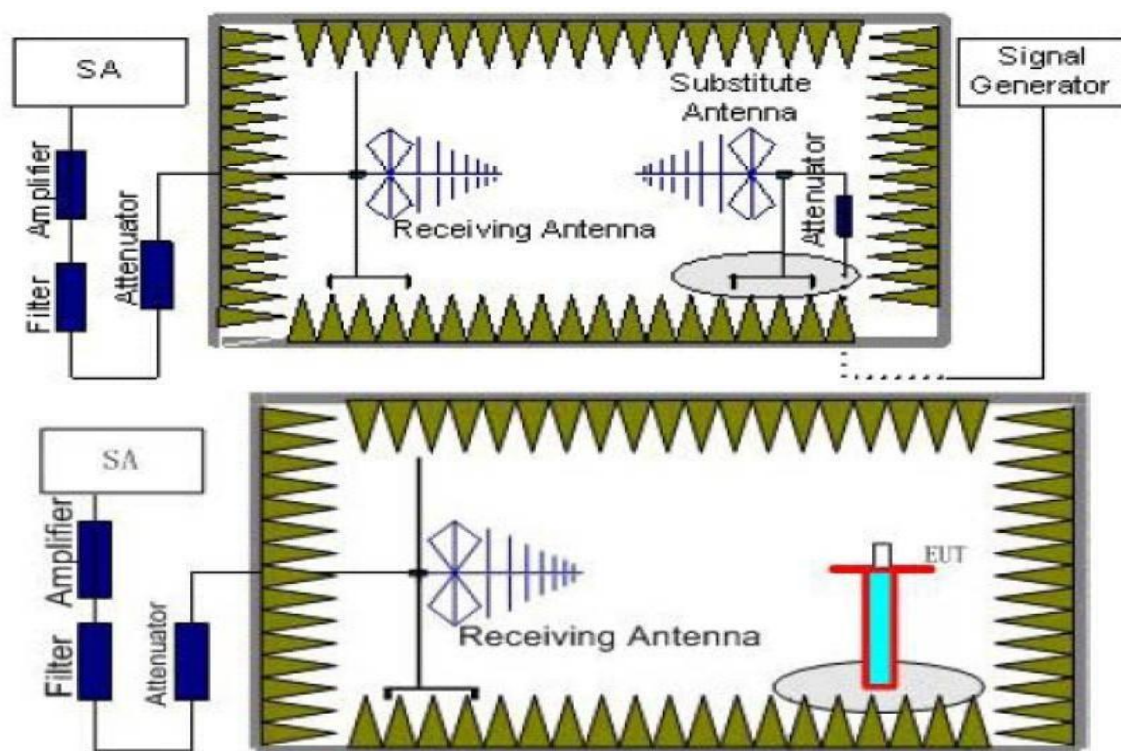 SA
Signal
Generator
Substitute
Antenna
Amplifier
Filter
Attenuator
Attenuator
Receiving Antenna
SA
Amplifier
Filter
Attenuator
EUT
Receiving Antenna